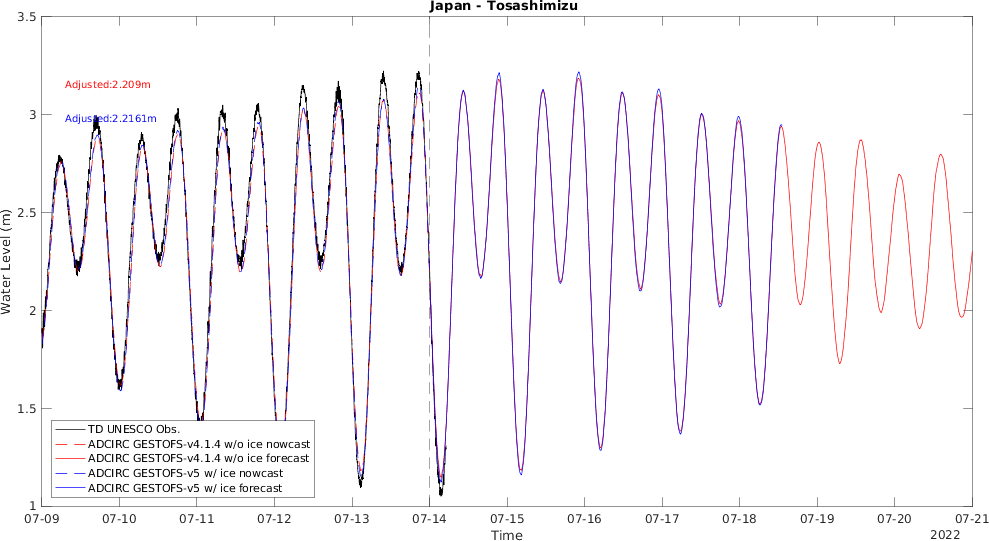 Japan - Tosashimizu
3.5
3
2.5
2
1.5
1
Water Level (m)
Adjusted:2.209m
Adjusted:2.2161m
TD UNESCO Obs.
ADCIRC GESTOFS-v4.1.4 w/o ice nowcast
ADCIRC GESTOFS-v4.1.4 w/o ice forecast
ADCIRC GESTOFS-v5 w/ ice nowcast
ADCIRC GESTOFS-v5 w/ ice forecast
07-09 07-10 07-11 07-12 07-13 07-14 07-15 07-16 07-17 07-18 07-19 07-20 07-21
Time
2022